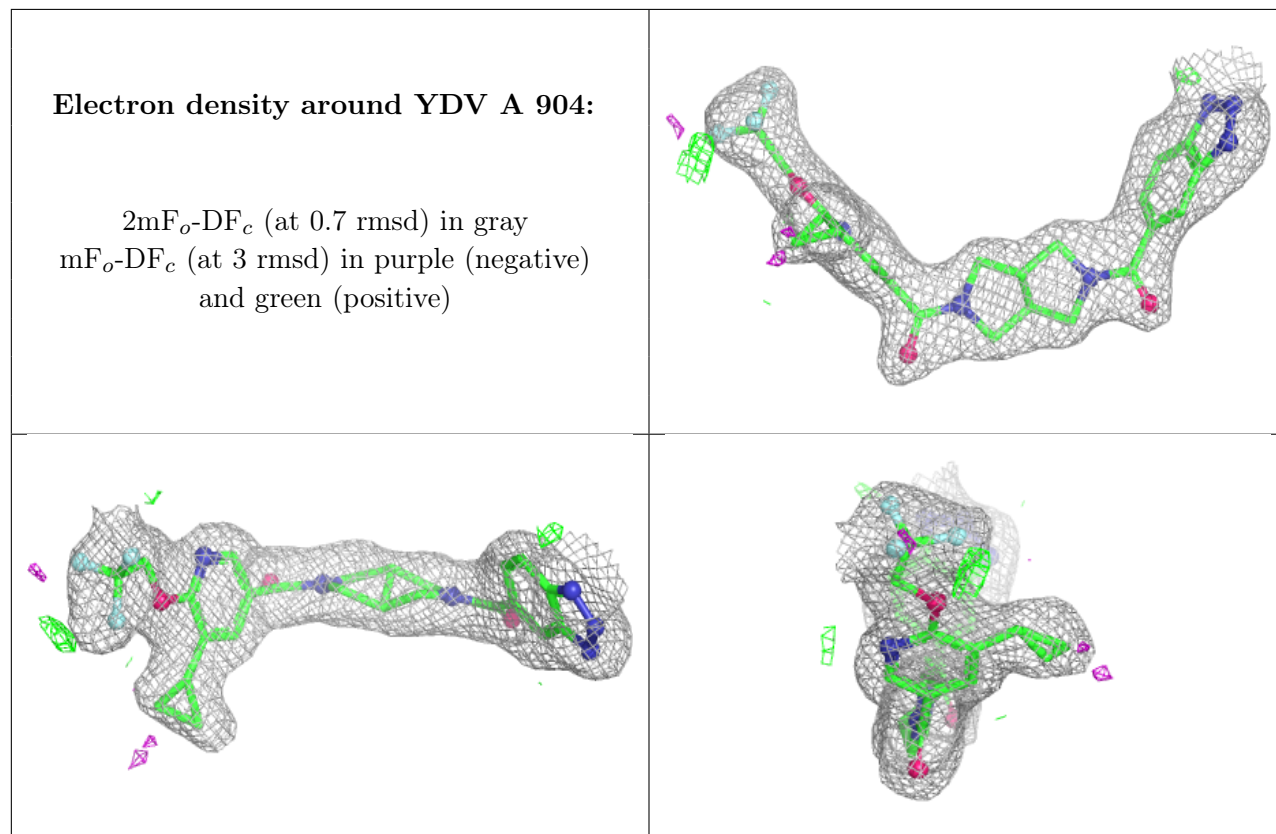 Electron density around YDV A 904:
2mFo-DFc (at 0.7 rmsd) in gray
mFo-DFc (at 3 rmsd) in purple (negative)
and green (positive)